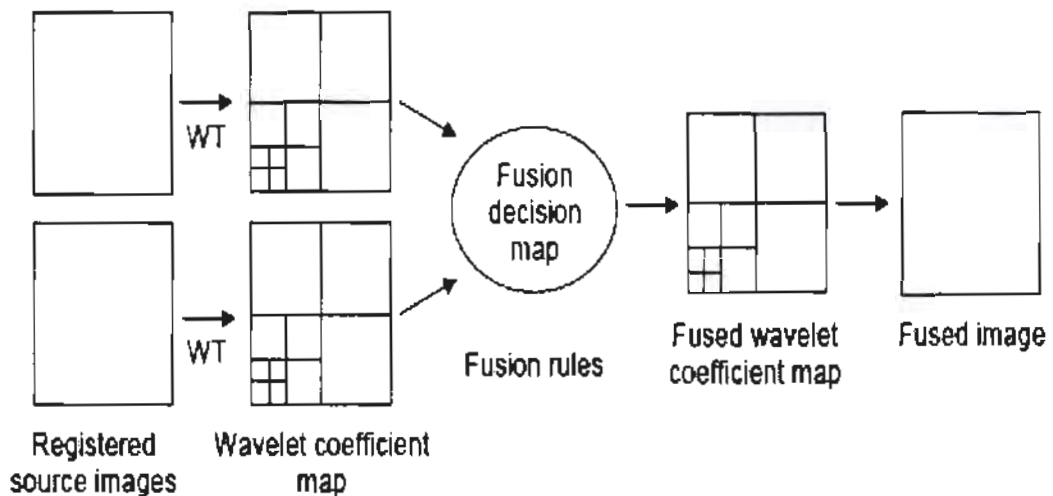 WT
WT
Fusion
decision
map
Fusion rules
Registered
source images
Wavelet coefficient
map
Fused wavelet
coefficient map
Fused image